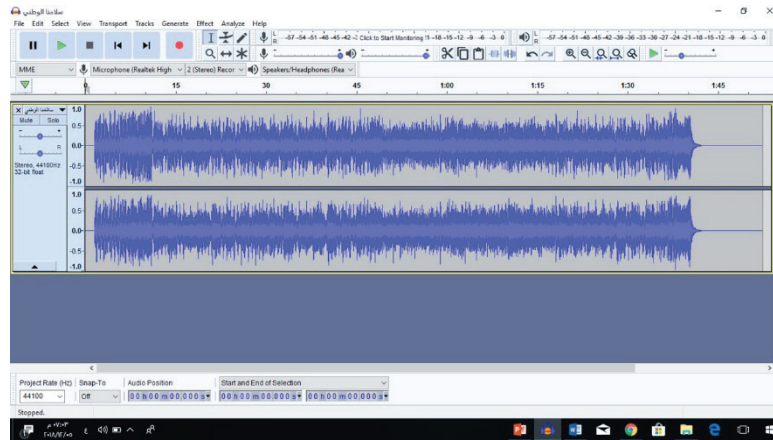 سلامنا الوطني
File Edit Select View Transport Tracks Generate Effect Analyze Help
L R -57 -54 -51 -48 -45 -42 -3 Click to Start Monitoring !1 -18 -15 -12 -9 -6 -3 0
L R -57 -54 -51 -48 -45 -42 -39 -36 -33 -30 -27 -24 -21 -18 -15 -12 -9 -6 -3 0
MME Microphone (Realtek High 2 (Stereo) Recor Speakers/Headphones (Rea
0 15 30 45 1:00 1:15 1:30 1:45
X سلامنا الوطني
Mute Solo
- +
L R
Stereo, 44100Hz
32-bit float
1.0
0.5
0.0
-0.5
-1.0
1.0
0.5
0.0
-0.5
-1.0
Project Rate (Hz) Snap-To Audio Position Start and End of Selection
44100 Off 00 h 00 m 00.000 s 00 h 00 m 00.000 s 00 h 00 m 00.000 s
Stopped.
ع